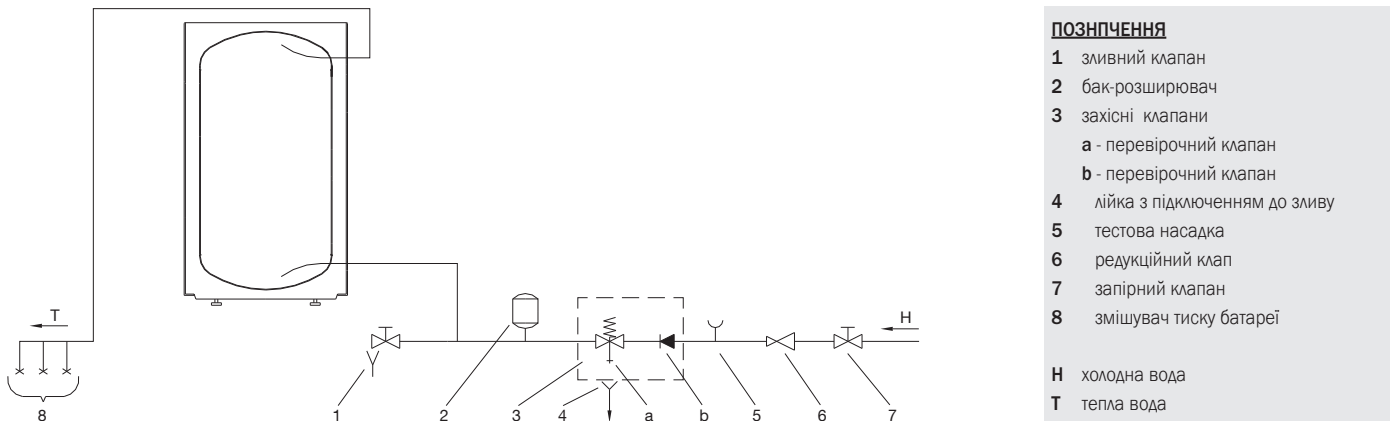 T
H
8
1
2
3
4
a
b
5
6
7
ПОЗНПЧЕННЯ
1 зливний клапан
2 бак-розширювач
3 захісні клапани
a - перевірочний клапан
b - перевірочний клапан
4 лійка з підключенням до зливу
5 тестова насадка
6 редукційний клап
7 запірний клапан
8 змішувач тиску батареї
H холодна вода
T тепла вода